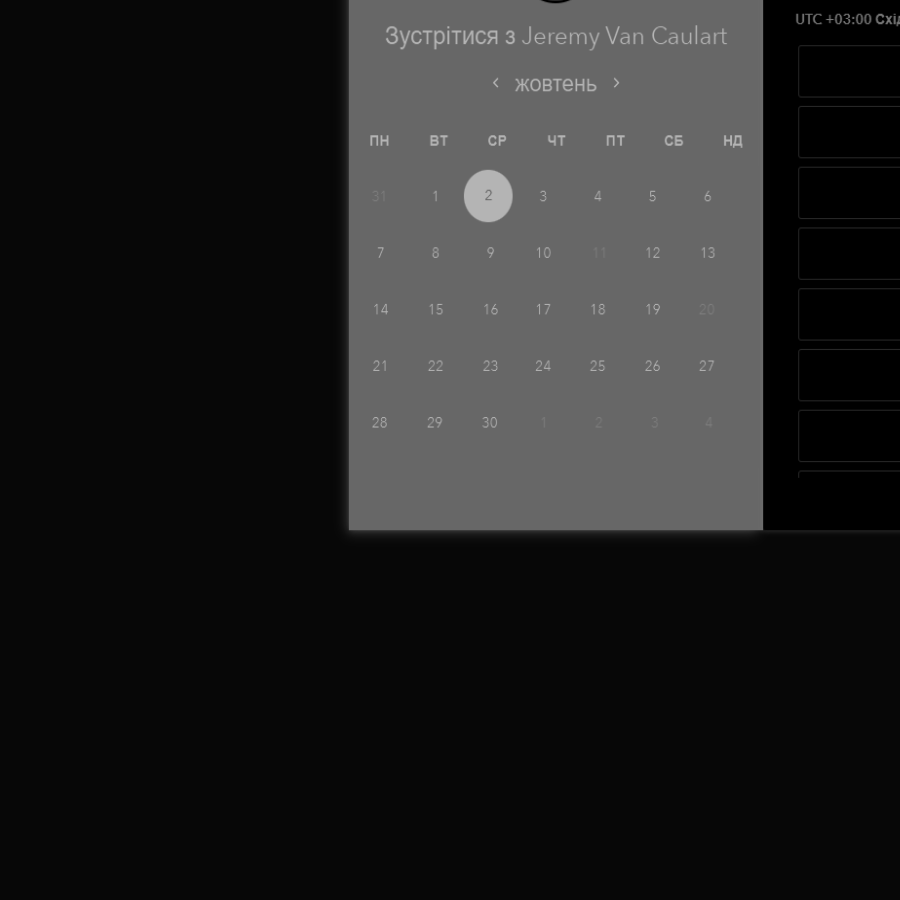 Зустрітися з Jeremy Van Caulart
UTC +03:00 Схід
жовтень
ПН ВТ СР ЧТ ПТ СБ НД
31 1 2 3 4 5 6
7 8 9 10 11 12 13
14 15 16 17 18 19 20
21 22 23 24 25 26 27
28 29 30 1 2 3 4